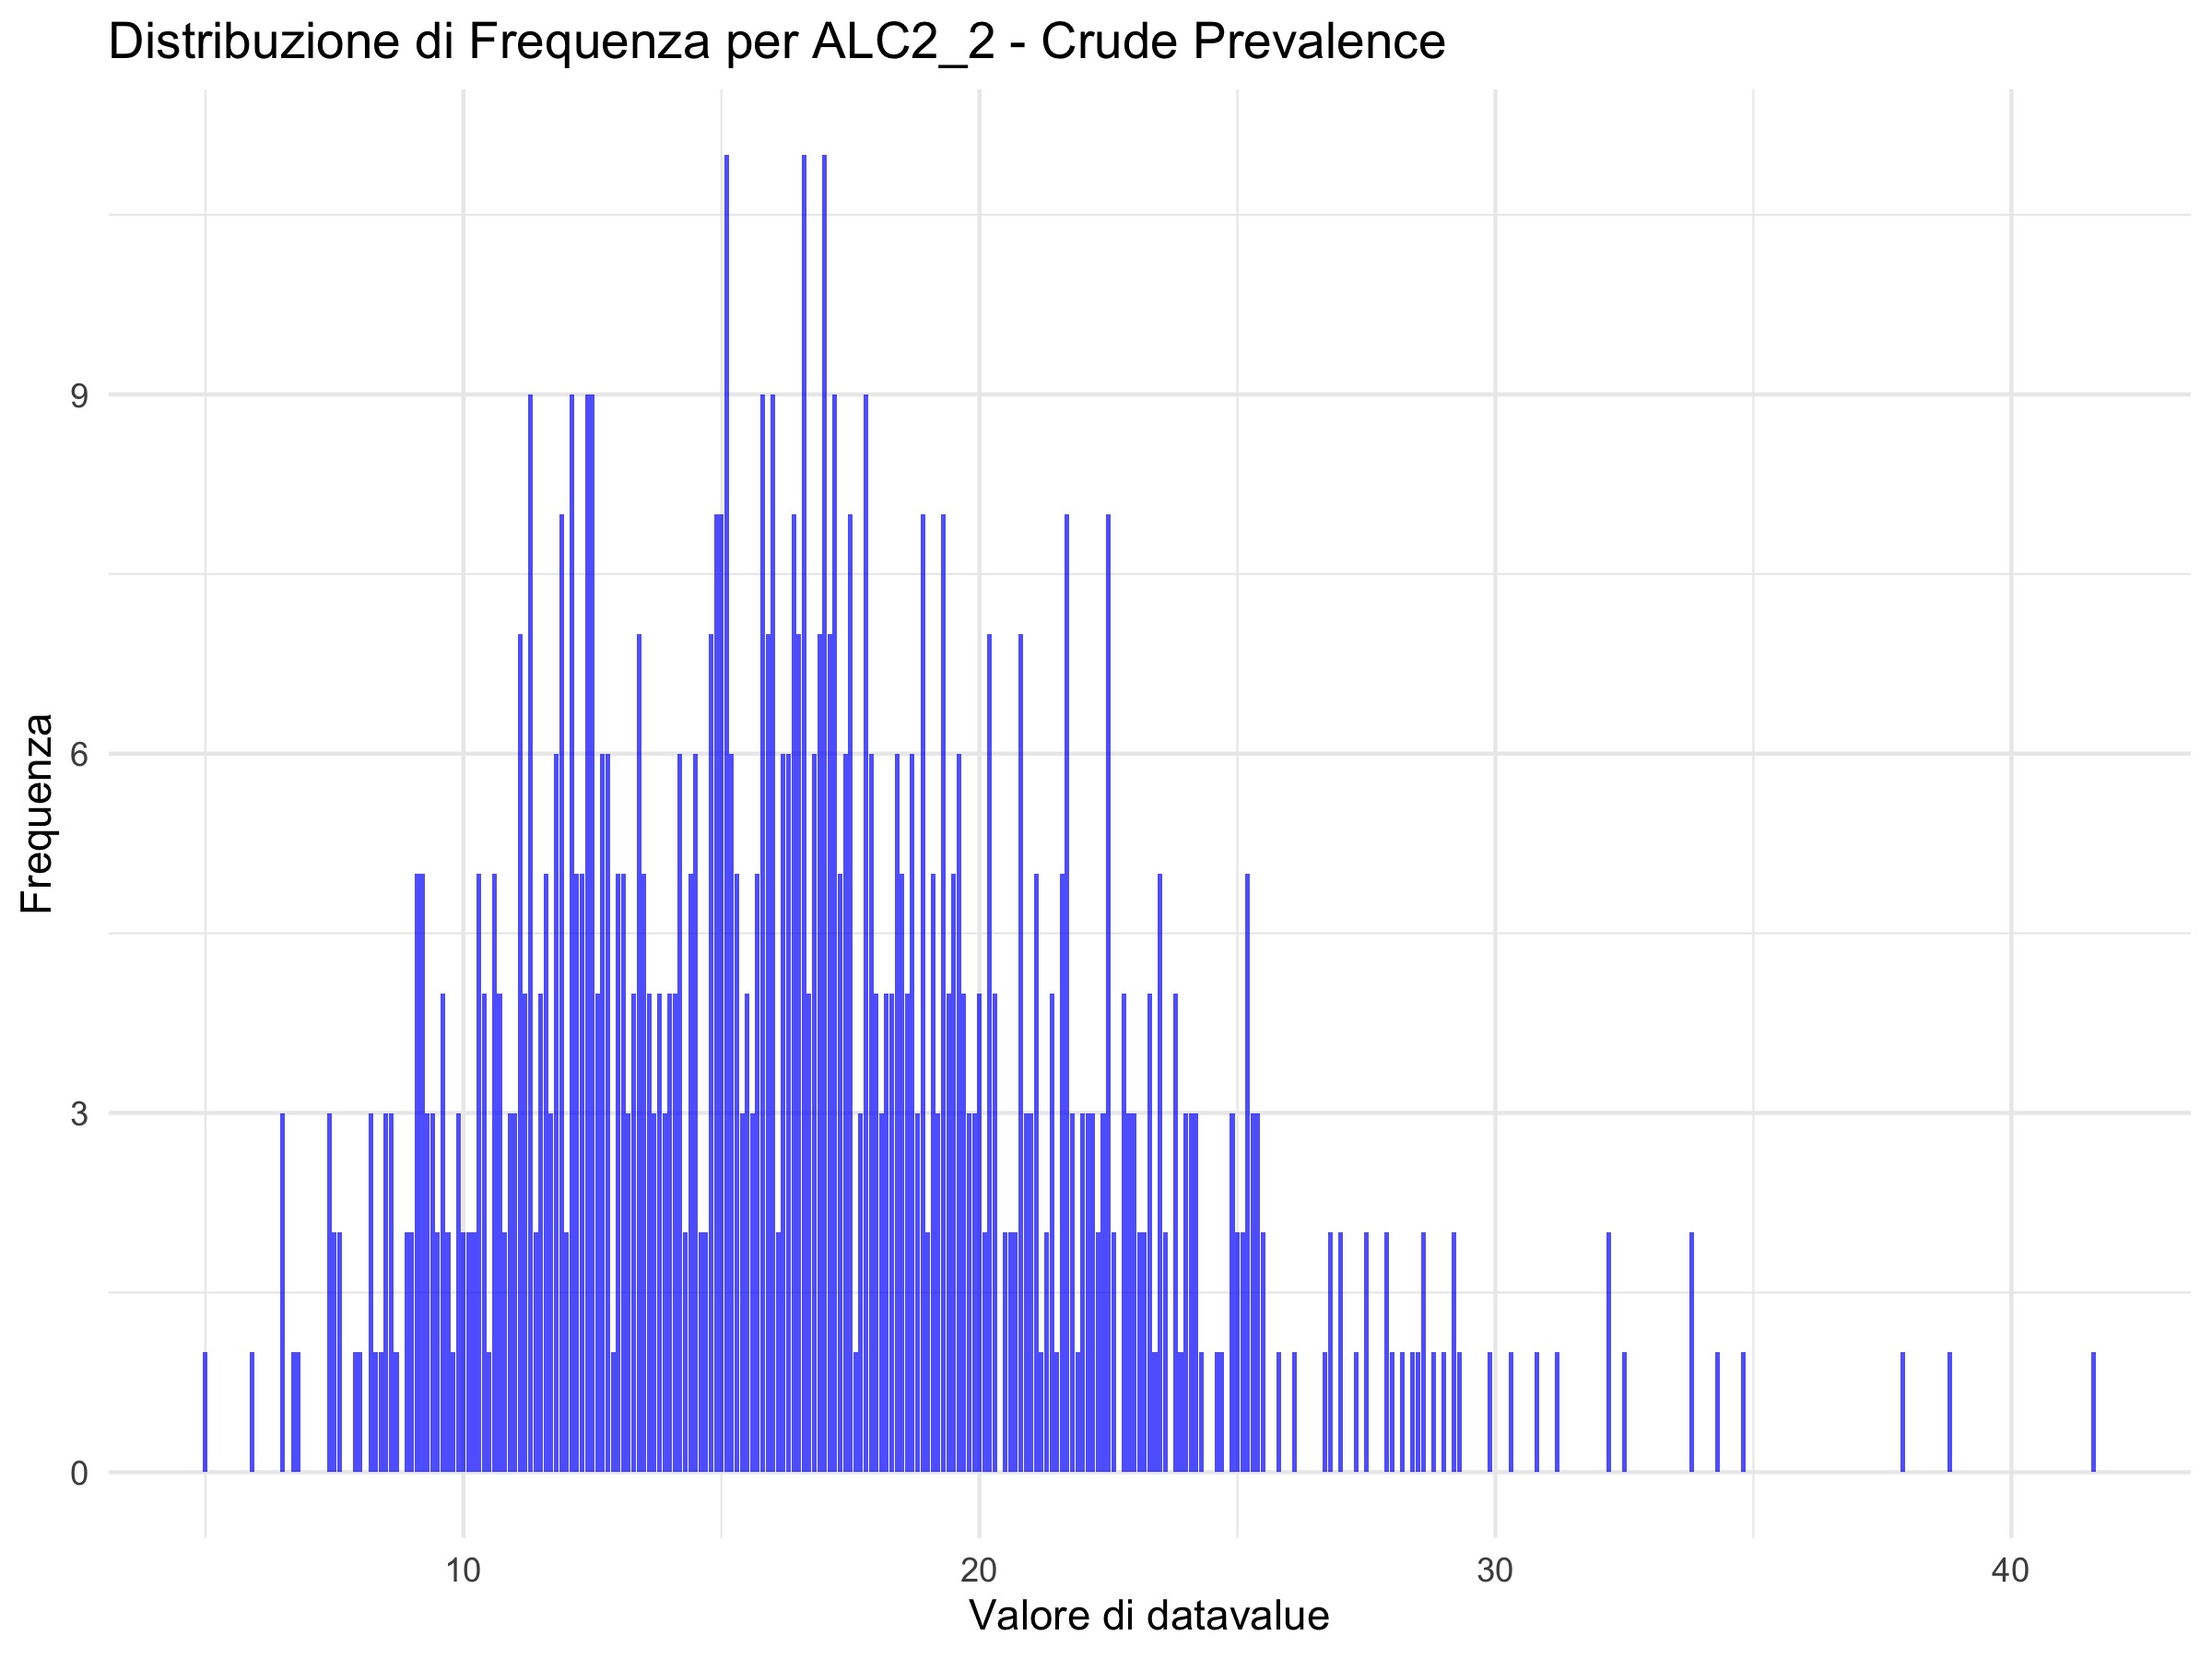 Distribuzione di Frequenza per ALC2_2 - Crude Prevalence
Frequenza
9
6
3
0
10 20 30 40
Valore di datavalue